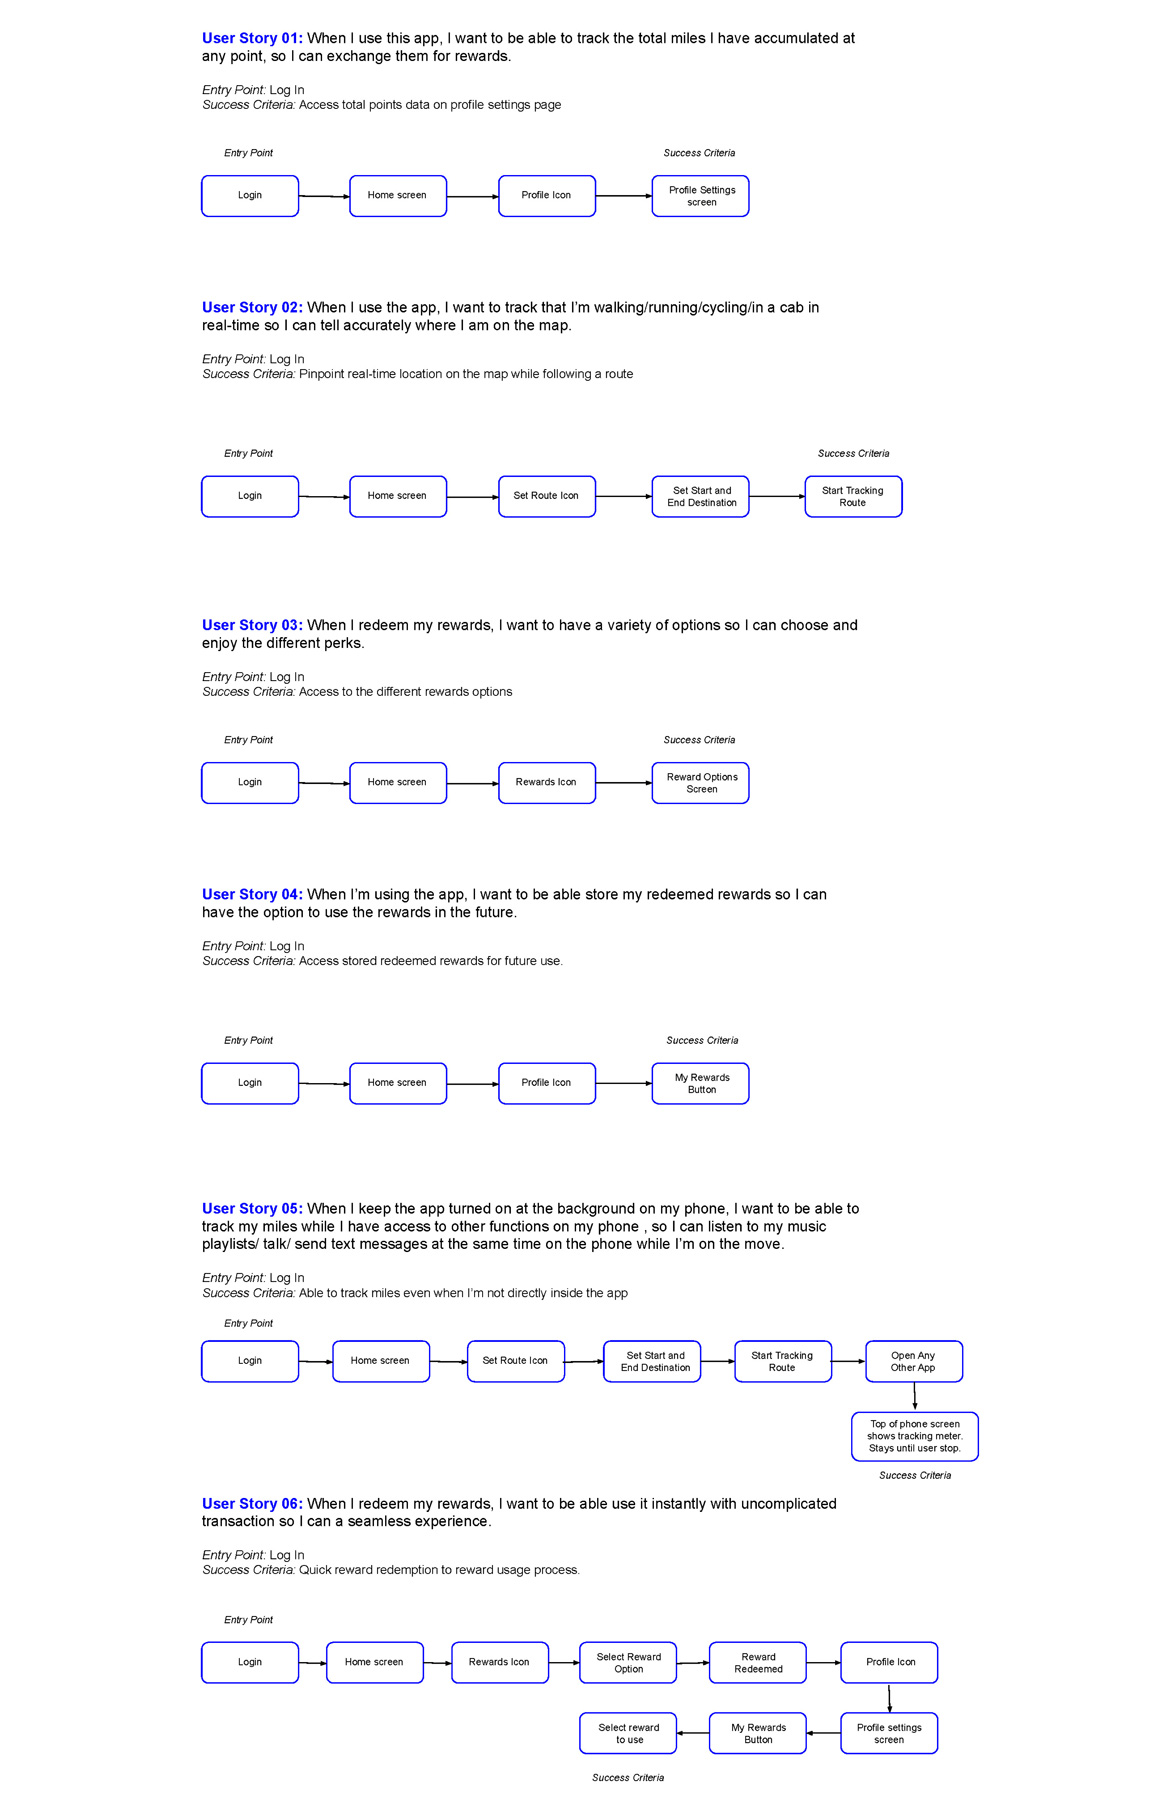 User Story 01: When I use this app, I want to be able to track the total miles I have accumulated at
any point, so I can exchange them for rewards.
Entry Point: Log In
Success Criteria: Access total points data on profile settings page
Entry Point
Success Criteria
Login
Home screen
Profile Icon
Profile Settings
screen
User Story 02: When I use the app, I want to track that I’m walking/running/cycling/in a cab in
real-time so I can tell accurately where I am on the map.
Entry Point: Log In
Success Criteria: Pinpoint real-time location on the map while following a route
Entry Point
Success Criteria
Login
Home screen
Set Route Icon
Set Start and
End Destination
Start Tracking
Route
User Story 03: When I redeem my rewards, I want to have a variety of options so I can choose and
enjoy the different perks.
Entry Point: Log In
Success Criteria: Access to the different rewards options
Entry Point
Success Criteria
Login
Home screen
Rewards Icon
Reward Options
Screen
User Story 04: When I’m using the app, I want to be able store my redeemed rewards so I can
have the option to use the rewards in the future.
Entry Point: Log In
Success Criteria: Access stored redeemed rewards for future use.
Entry Point
Success Criteria
Login
Home screen
Profile Icon
My Rewards
Button
User Story 05: When I keep the app turned on at the background on my phone, I want to be able to
track my miles while I have access to other functions on my phone , so I can listen to my music
playlists/ talk/ send text messages at the same time on the phone while I’m on the move.
Entry Point: Log In
Success Criteria: Able to track miles even when I’m not directly inside the app
Entry Point
Login
Home screen
Set Route Icon
Set Start and
End Destination
Start Tracking
Route
Open Any
Other App
Top of phone screen
shows tracking meter.
Stays until user stop.
Success Criteria
User Story 06: When I redeem my rewards, I want to be able use it instantly with uncomplicated
transaction so I can a seamless experience.
Entry Point: Log In
Success Criteria: Quick reward redemption to reward usage process.
Entry Point
Login
Home screen
Rewards Icon
Select Reward
Option
Reward
Redeemed
Profile Icon
Profile settings
screen
My Rewards
Button
Select reward
to use
Success Criteria